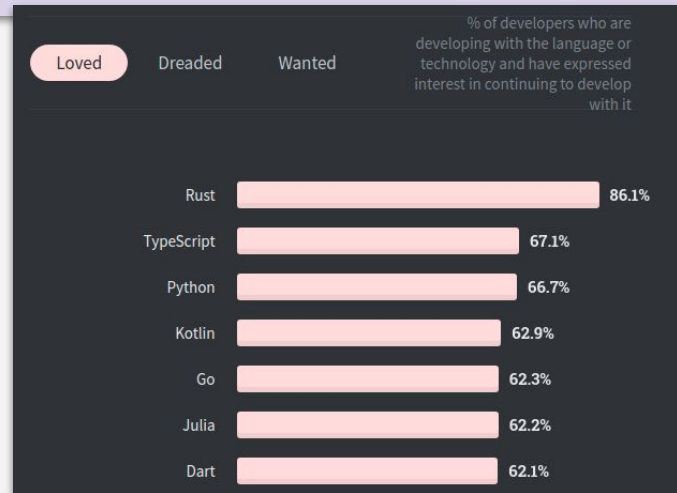 % of developers who are
developing with the language or
technology and have expressed
interest in continuing to develop
with it
Loved Dreaded Wanted
Rust 86.1%
TypeScript 67.1%
Python 66.7%
Kotlin 62.9%
Go 62.3%
Julia 62.2%
Dart 62.1%